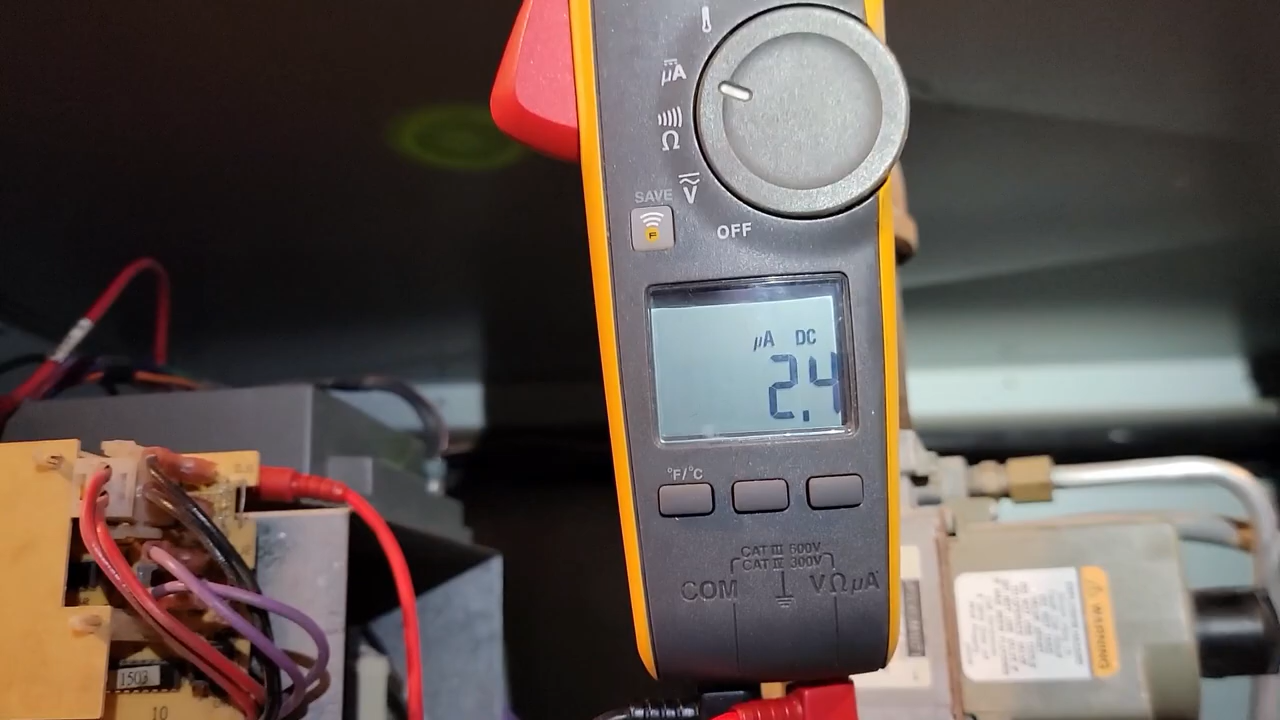 µA
Ω
SAVE
V
F
OFF
µA DC
2.4
°F/°C
CAT III 600V
CAT IV 300V
COM
VΩµA
WARNING
1503
10